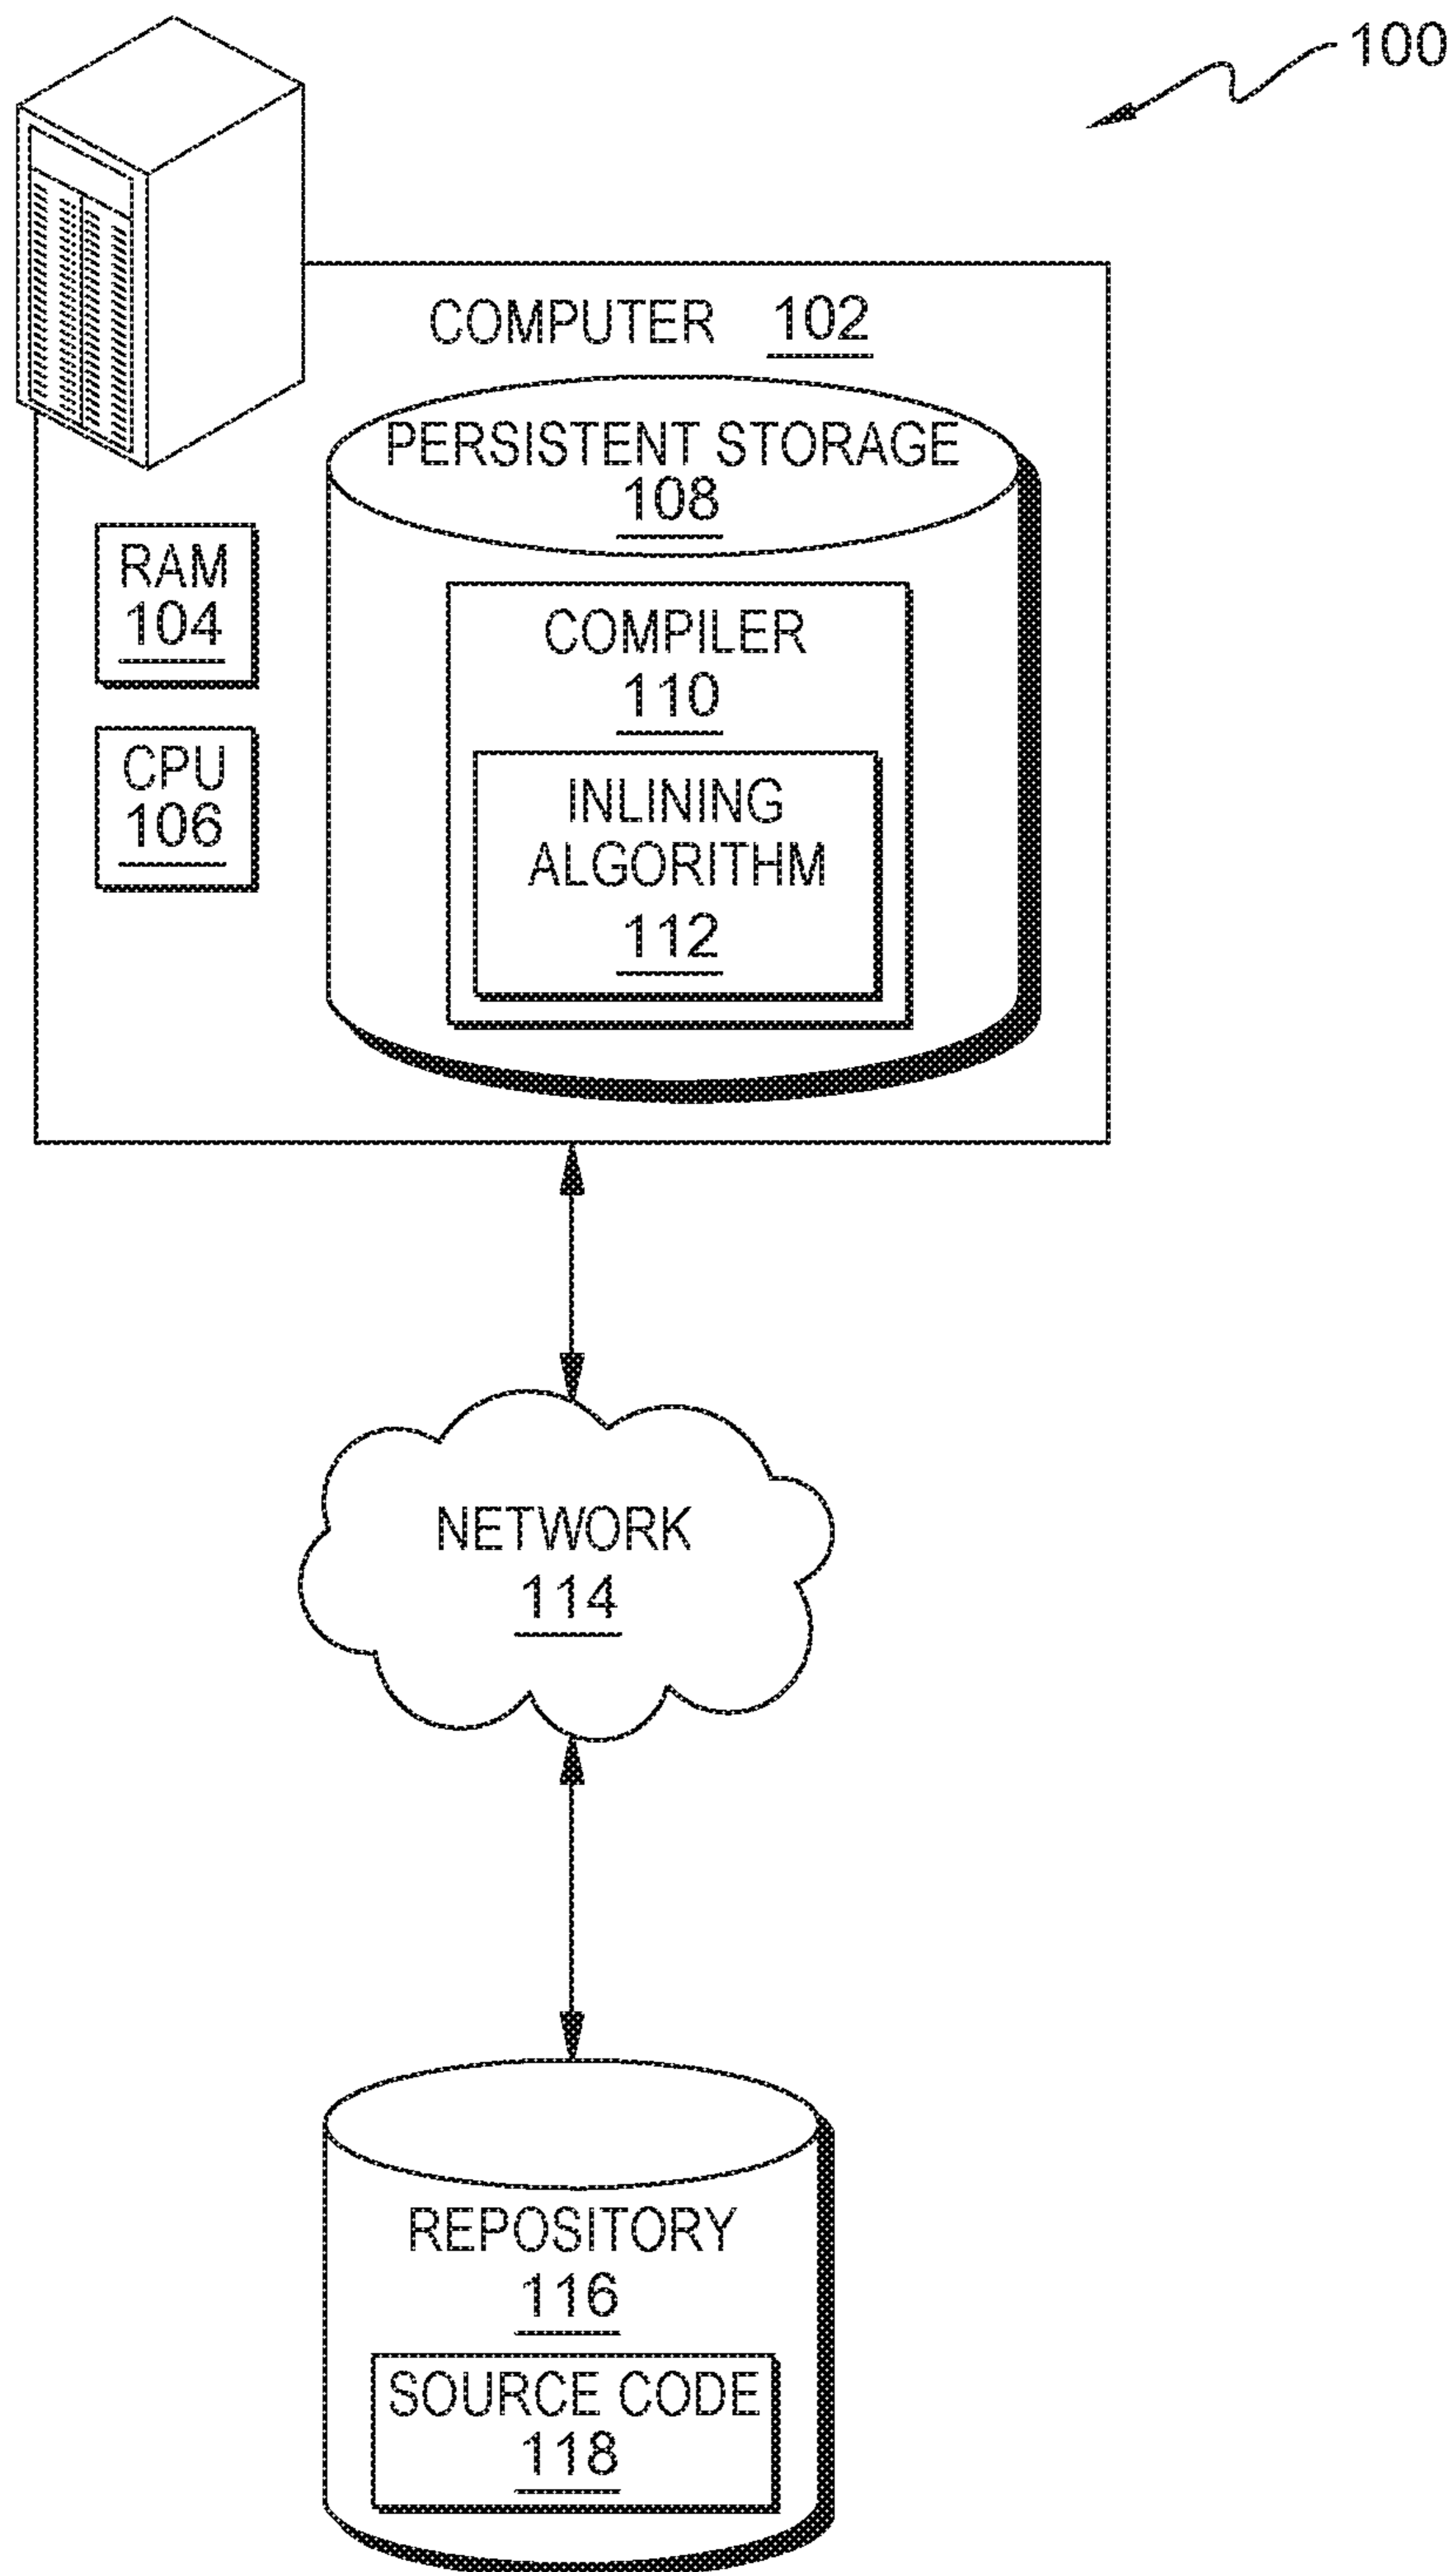 100
COMPUTER 102
PERSISTENT STORAGE
108
RAM
104
CPU
106
COMPILER
110
INLINING
ALGORITHM
112
NETWORK
114
REPOSITORY
116
SOURCE CODE
118